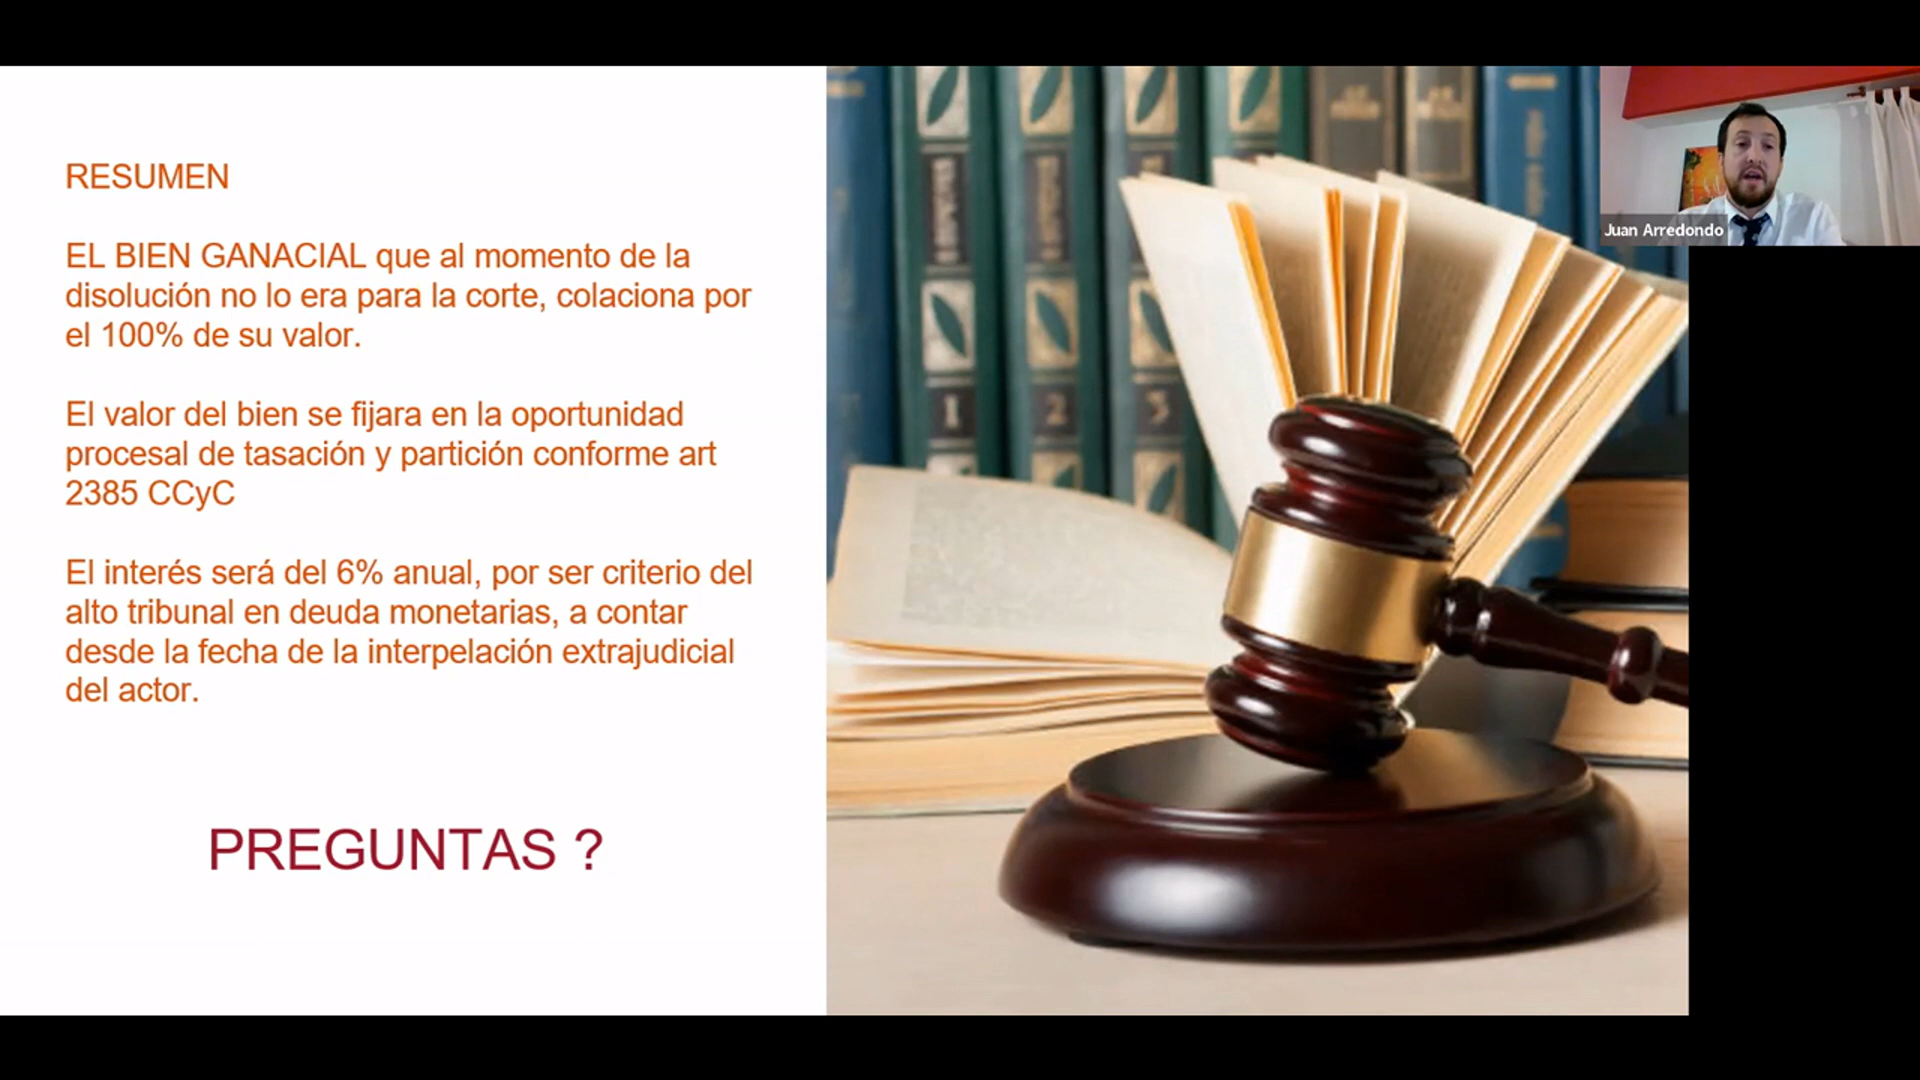 RESUMEN
EL BIEN GANACIAL que al momento de la
disolución no lo era para la corte, colaciona por
el 100% de su valor.
El valor del bien se fijara en la oportunidad
procesal de tasación y partición conforme art
2385 CCyC
El interés será del 6% anual, por ser criterio del
alto tribunal en deuda monetarias, a contar
desde la fecha de la interpelación extrajudicial
del actor.
PREGUNTAS ?
Juan Arredondo
1
2
3